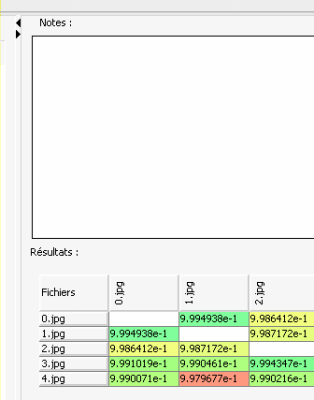 Notes :
Résultats :
Fichiers 0.jpg 1.jpg 2.jpg
0.jpg 9.994938e-1 9.986412e-1
1.jpg 9.994938e-1 9.987172e-1
2.jpg 9.986412e-1 9.987172e-1
3.jpg 9.991019e-1 9.990461e-1 9.994347e-1
4.jpg 9.990071e-1 9.979677e-1 9.990216e-1